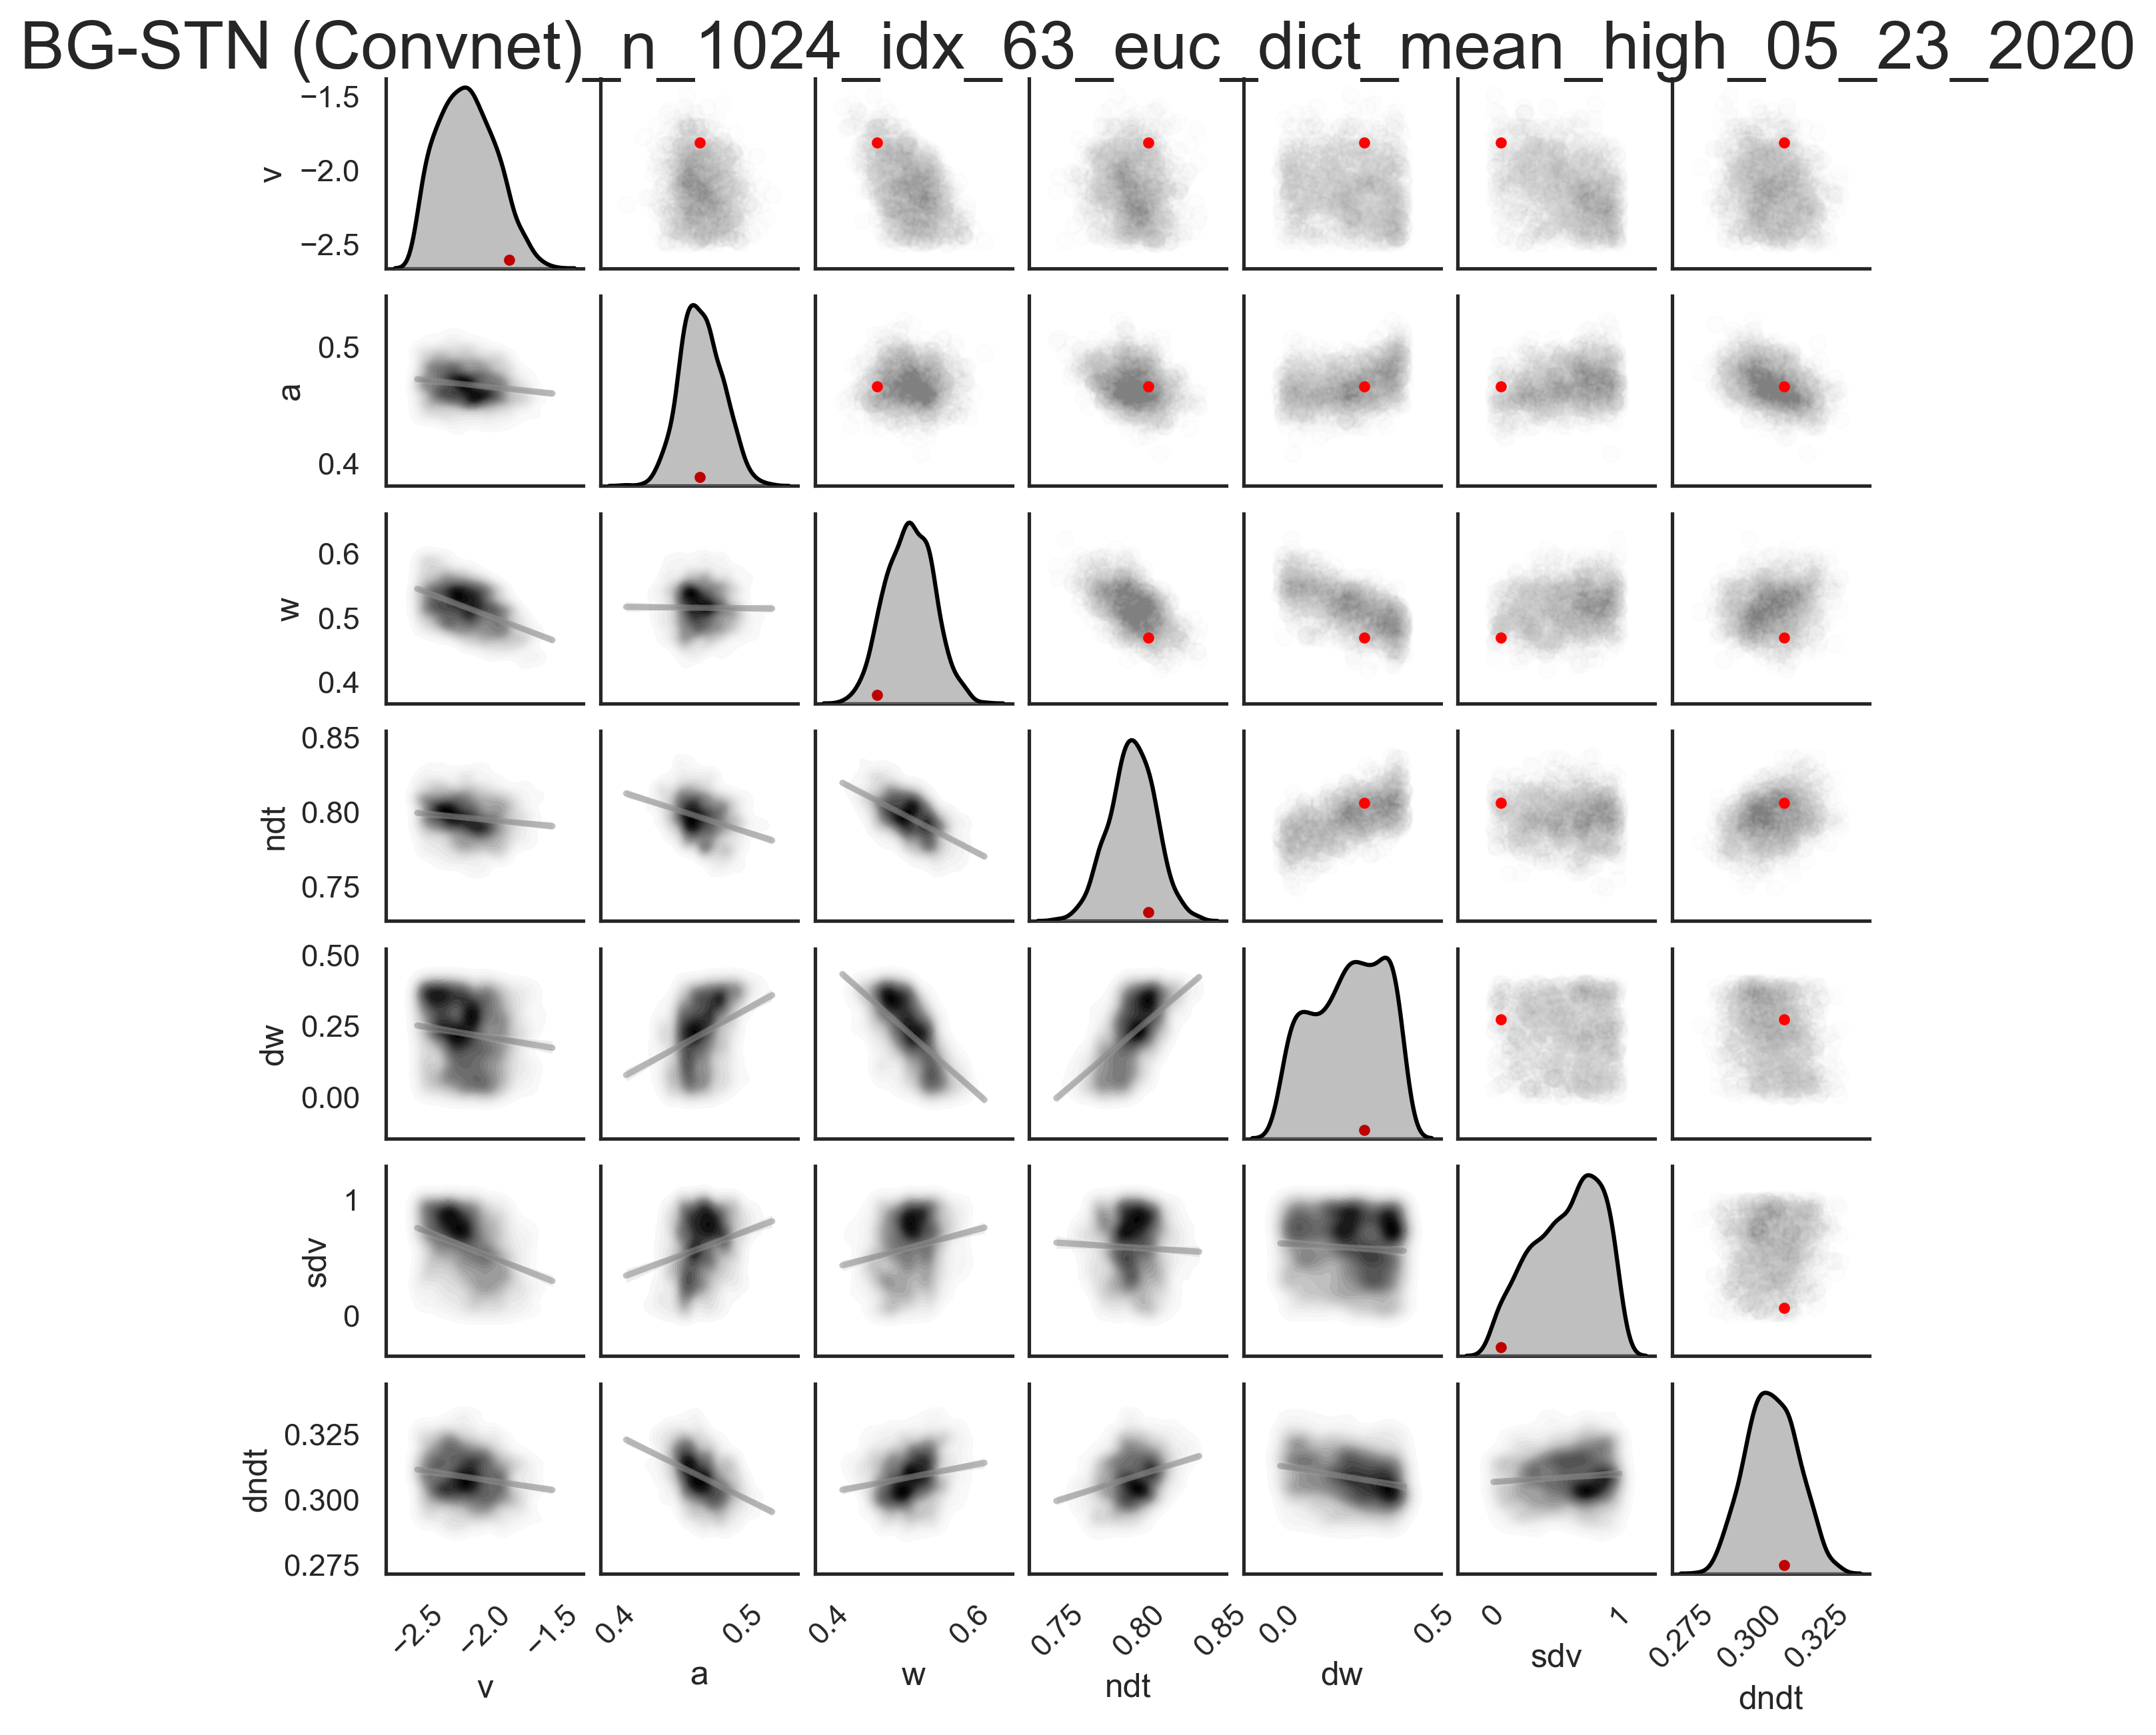 BG-STN (Convnet)_n_1024_idx_63_euc_dict_mean_high_05_23_2020
−1.5
v −2.0
−2.5
0.5
a
0.4
0.6
w 0.5
0.4
0.85
ndt 0.80
0.75
0.50
dw 0.25
0.00
1
sdv
0
0.325
dndt 0.300
0.275
−2.5 −2.0 −1.5 0.4 0.5 0.4 0.6 0.75 0.80 0.85 0.0 0.5 0 1 0.275 0.300 0.325
v a w ndt dw sdv dndt